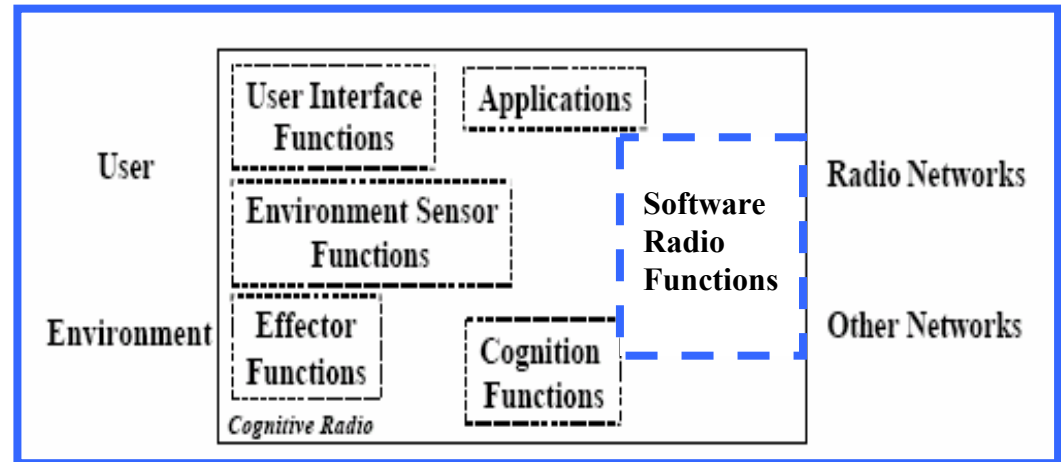 User Interface
Functions
Applications
User
Environment Sensor
Functions
Software
Radio
Functions
Radio Networks
Environment
Effector
Functions
Cognition
Functions
Other Networks
Cognitive Radio